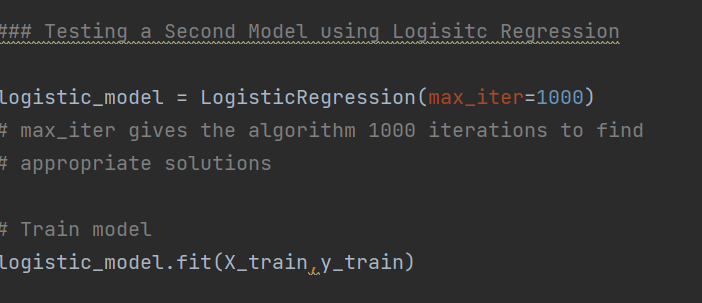 ### Testing a Second Model using Logisitc Regression
logistic_model = LogisticRegression(max_iter=1000)
# max_iter gives the algorithm 1000 iterations to find
# appropriate solutions
# Train model
logistic_model.fit(X_train,y_train)